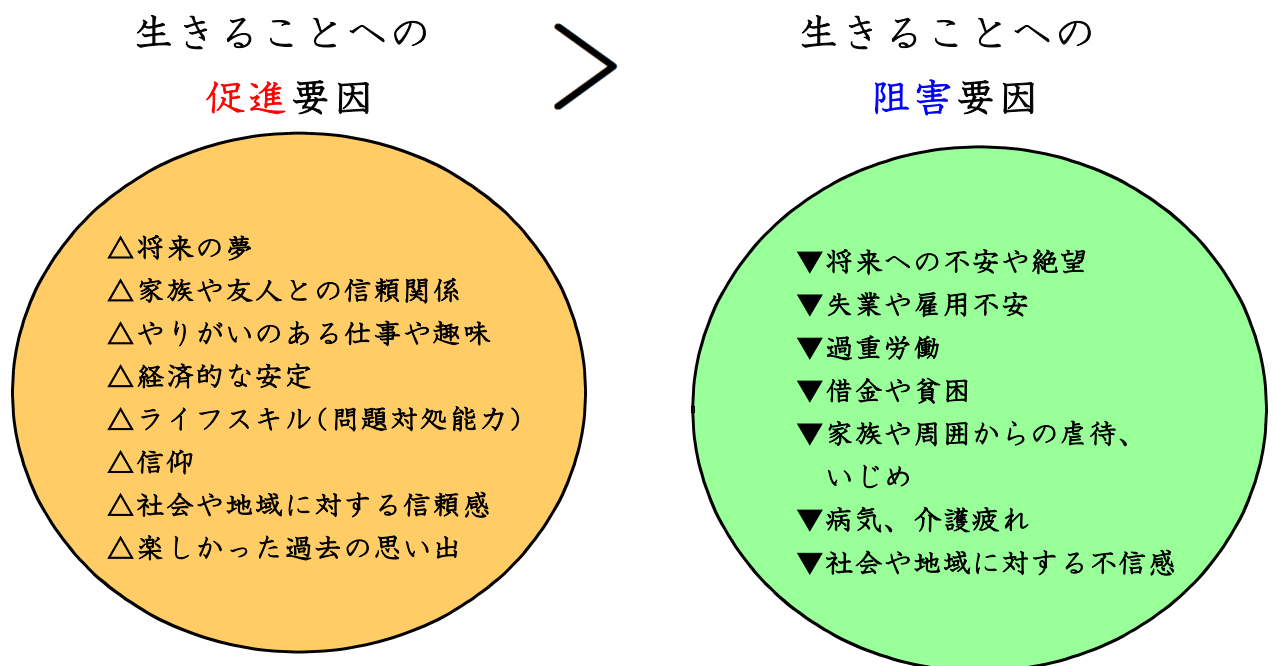 生きることへの
促進要因
>
生きることへの
阻害要因
△将来の夢
△家族や友人との信頼関係
△やりがいのある仕事や趣味
△経済的な安定
△ライフスキル(問題対処能力)
△信仰
△社会や地域に対する信頼感
△楽しかった過去の思い出
▼将来への不安や絶望
▼失業や雇用不安
▼過重労働
▼借金や貧困
▼家族や周囲からの虐待、
いじめ
▼病気、介護疲れ
▼社会や地域に対する不信感